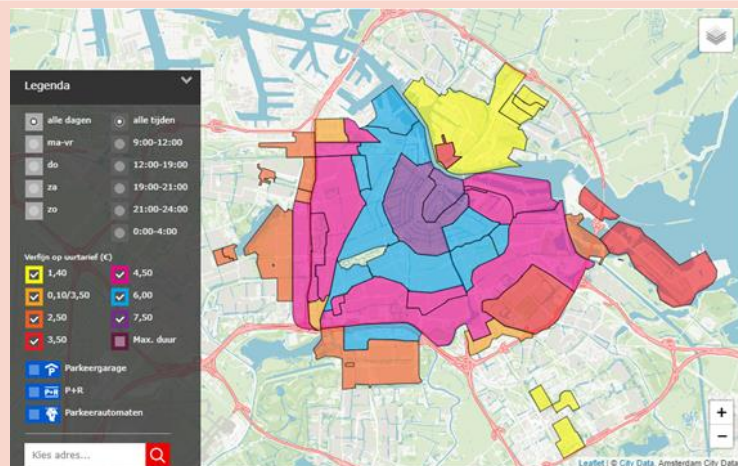 Legenda
alle dagen alle tijden
ma-vr 9:00-12:00
do 12:00-19:00
za 19:00-21:00
zo 21:00-24:00
0:00-4:00
Verfijn op uurtarief (€)
1,40 4,50
0,10/3,50 6,00
2,50 7,50
3,50 Max. duur
Parkeergarage
P+R P+R
Parkeerautomaten
Kies adres...
+
−
Leaflet | © City Data, Amsterdam City Data